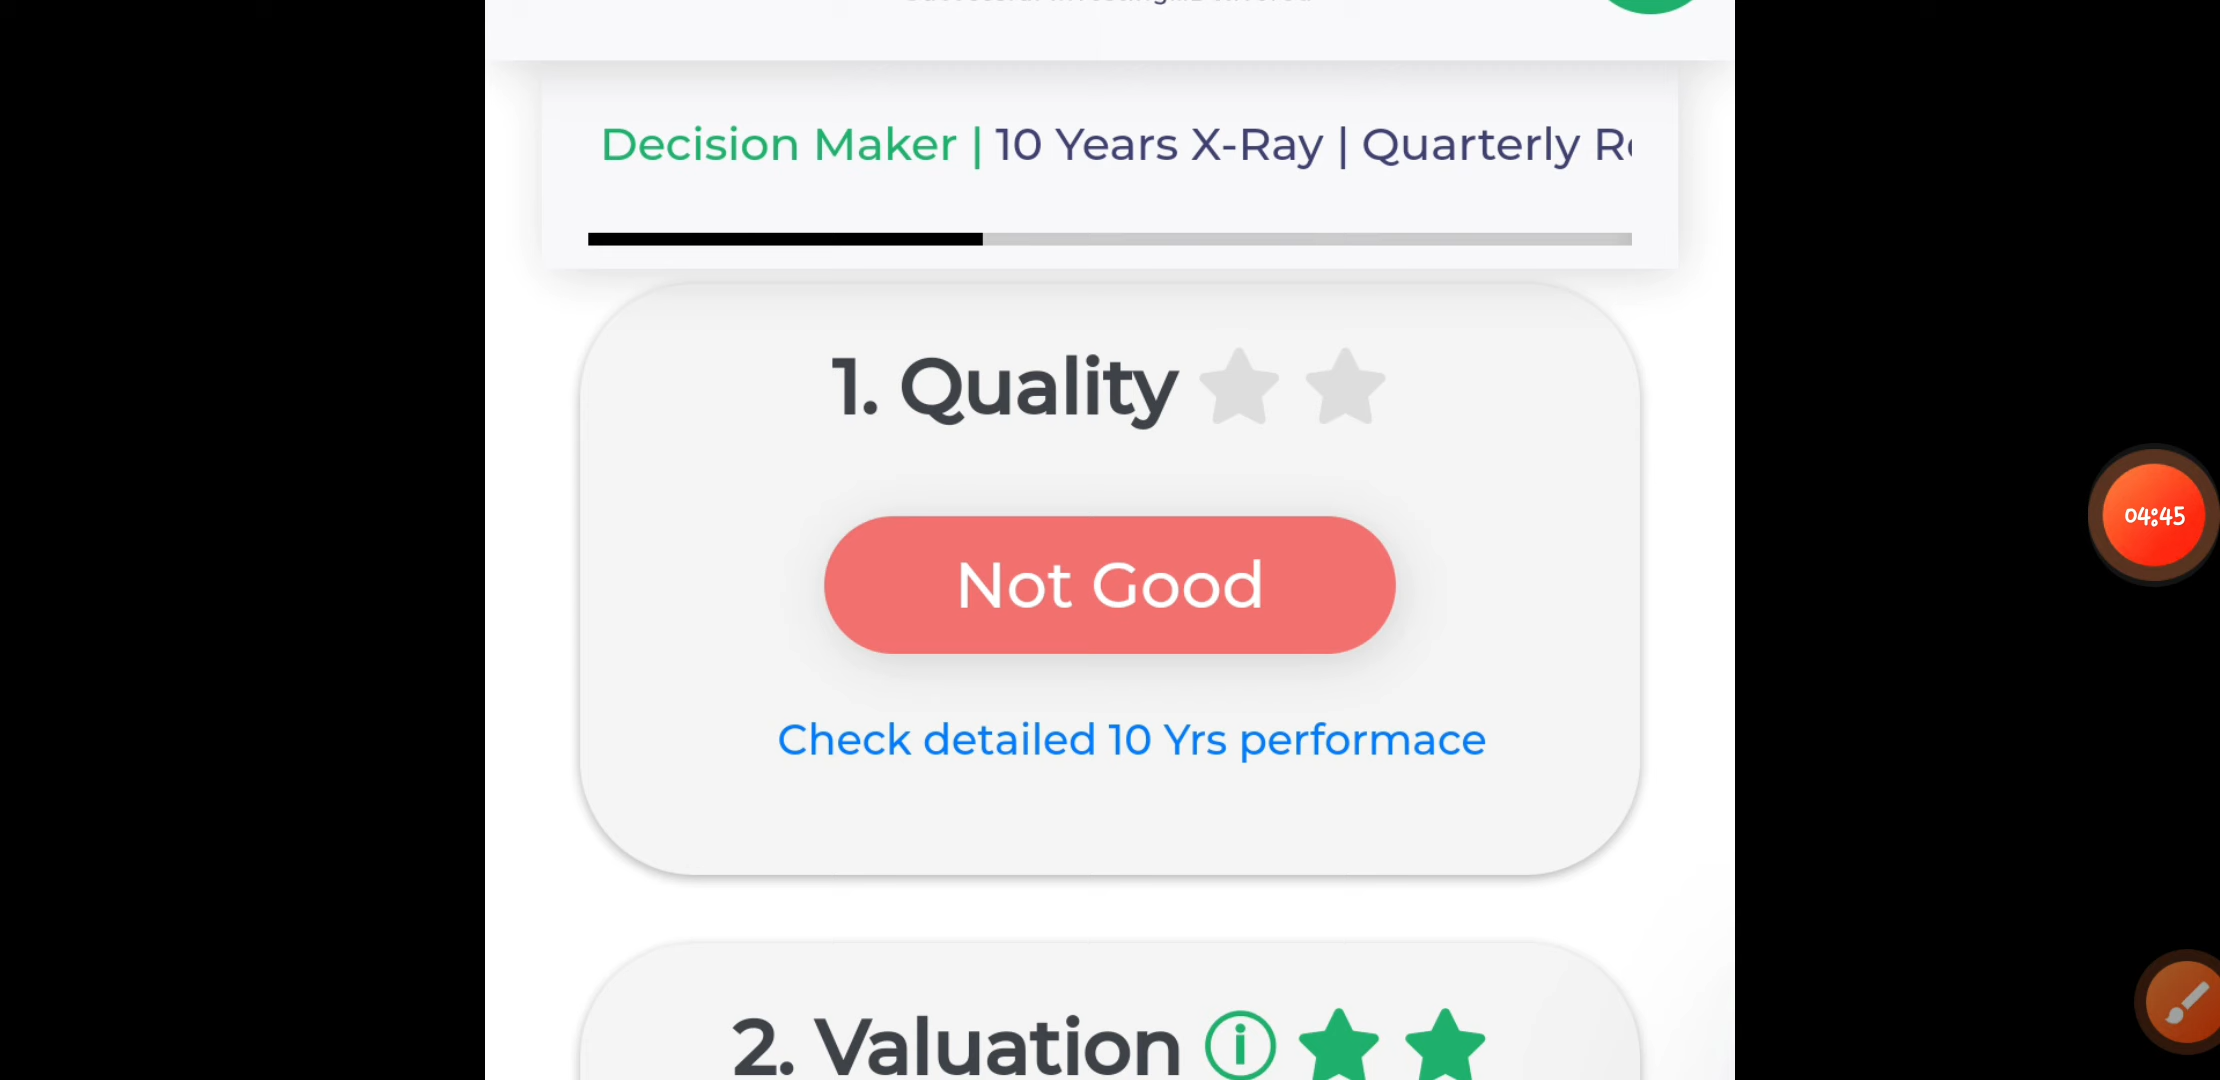 Decision Maker | 10 Years X-Ray | Quarterly
1. Quality
Not Good
Check detailed 10 Yrs performace
2. Valuation
04:45